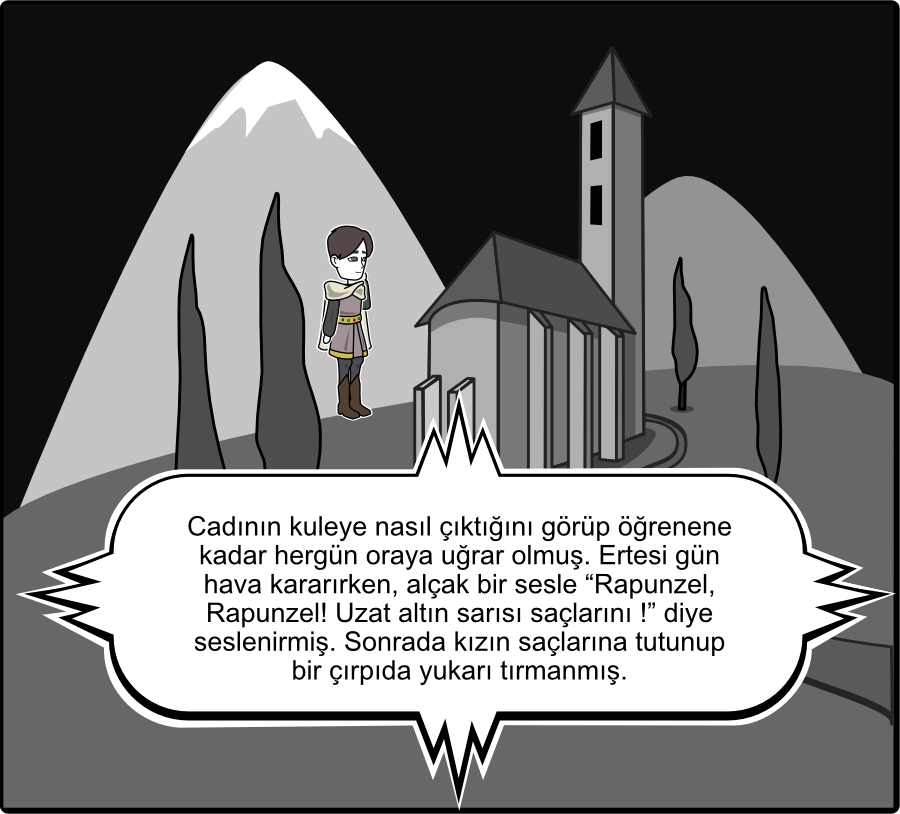 Cadının kuleye nasıl çıktığını görüp öğrenene
kadar hergün oraya uğrar olmuş. Ertesi gün
hava kararırken, alçak bir sesle “Rapunzel,
Rapunzel! Uzat altın sarısı saçlarını !” diye
seslenirmiş. Sonrada kızın saçlarına tutunup
bir çırpıda yukarı tırmanmış.